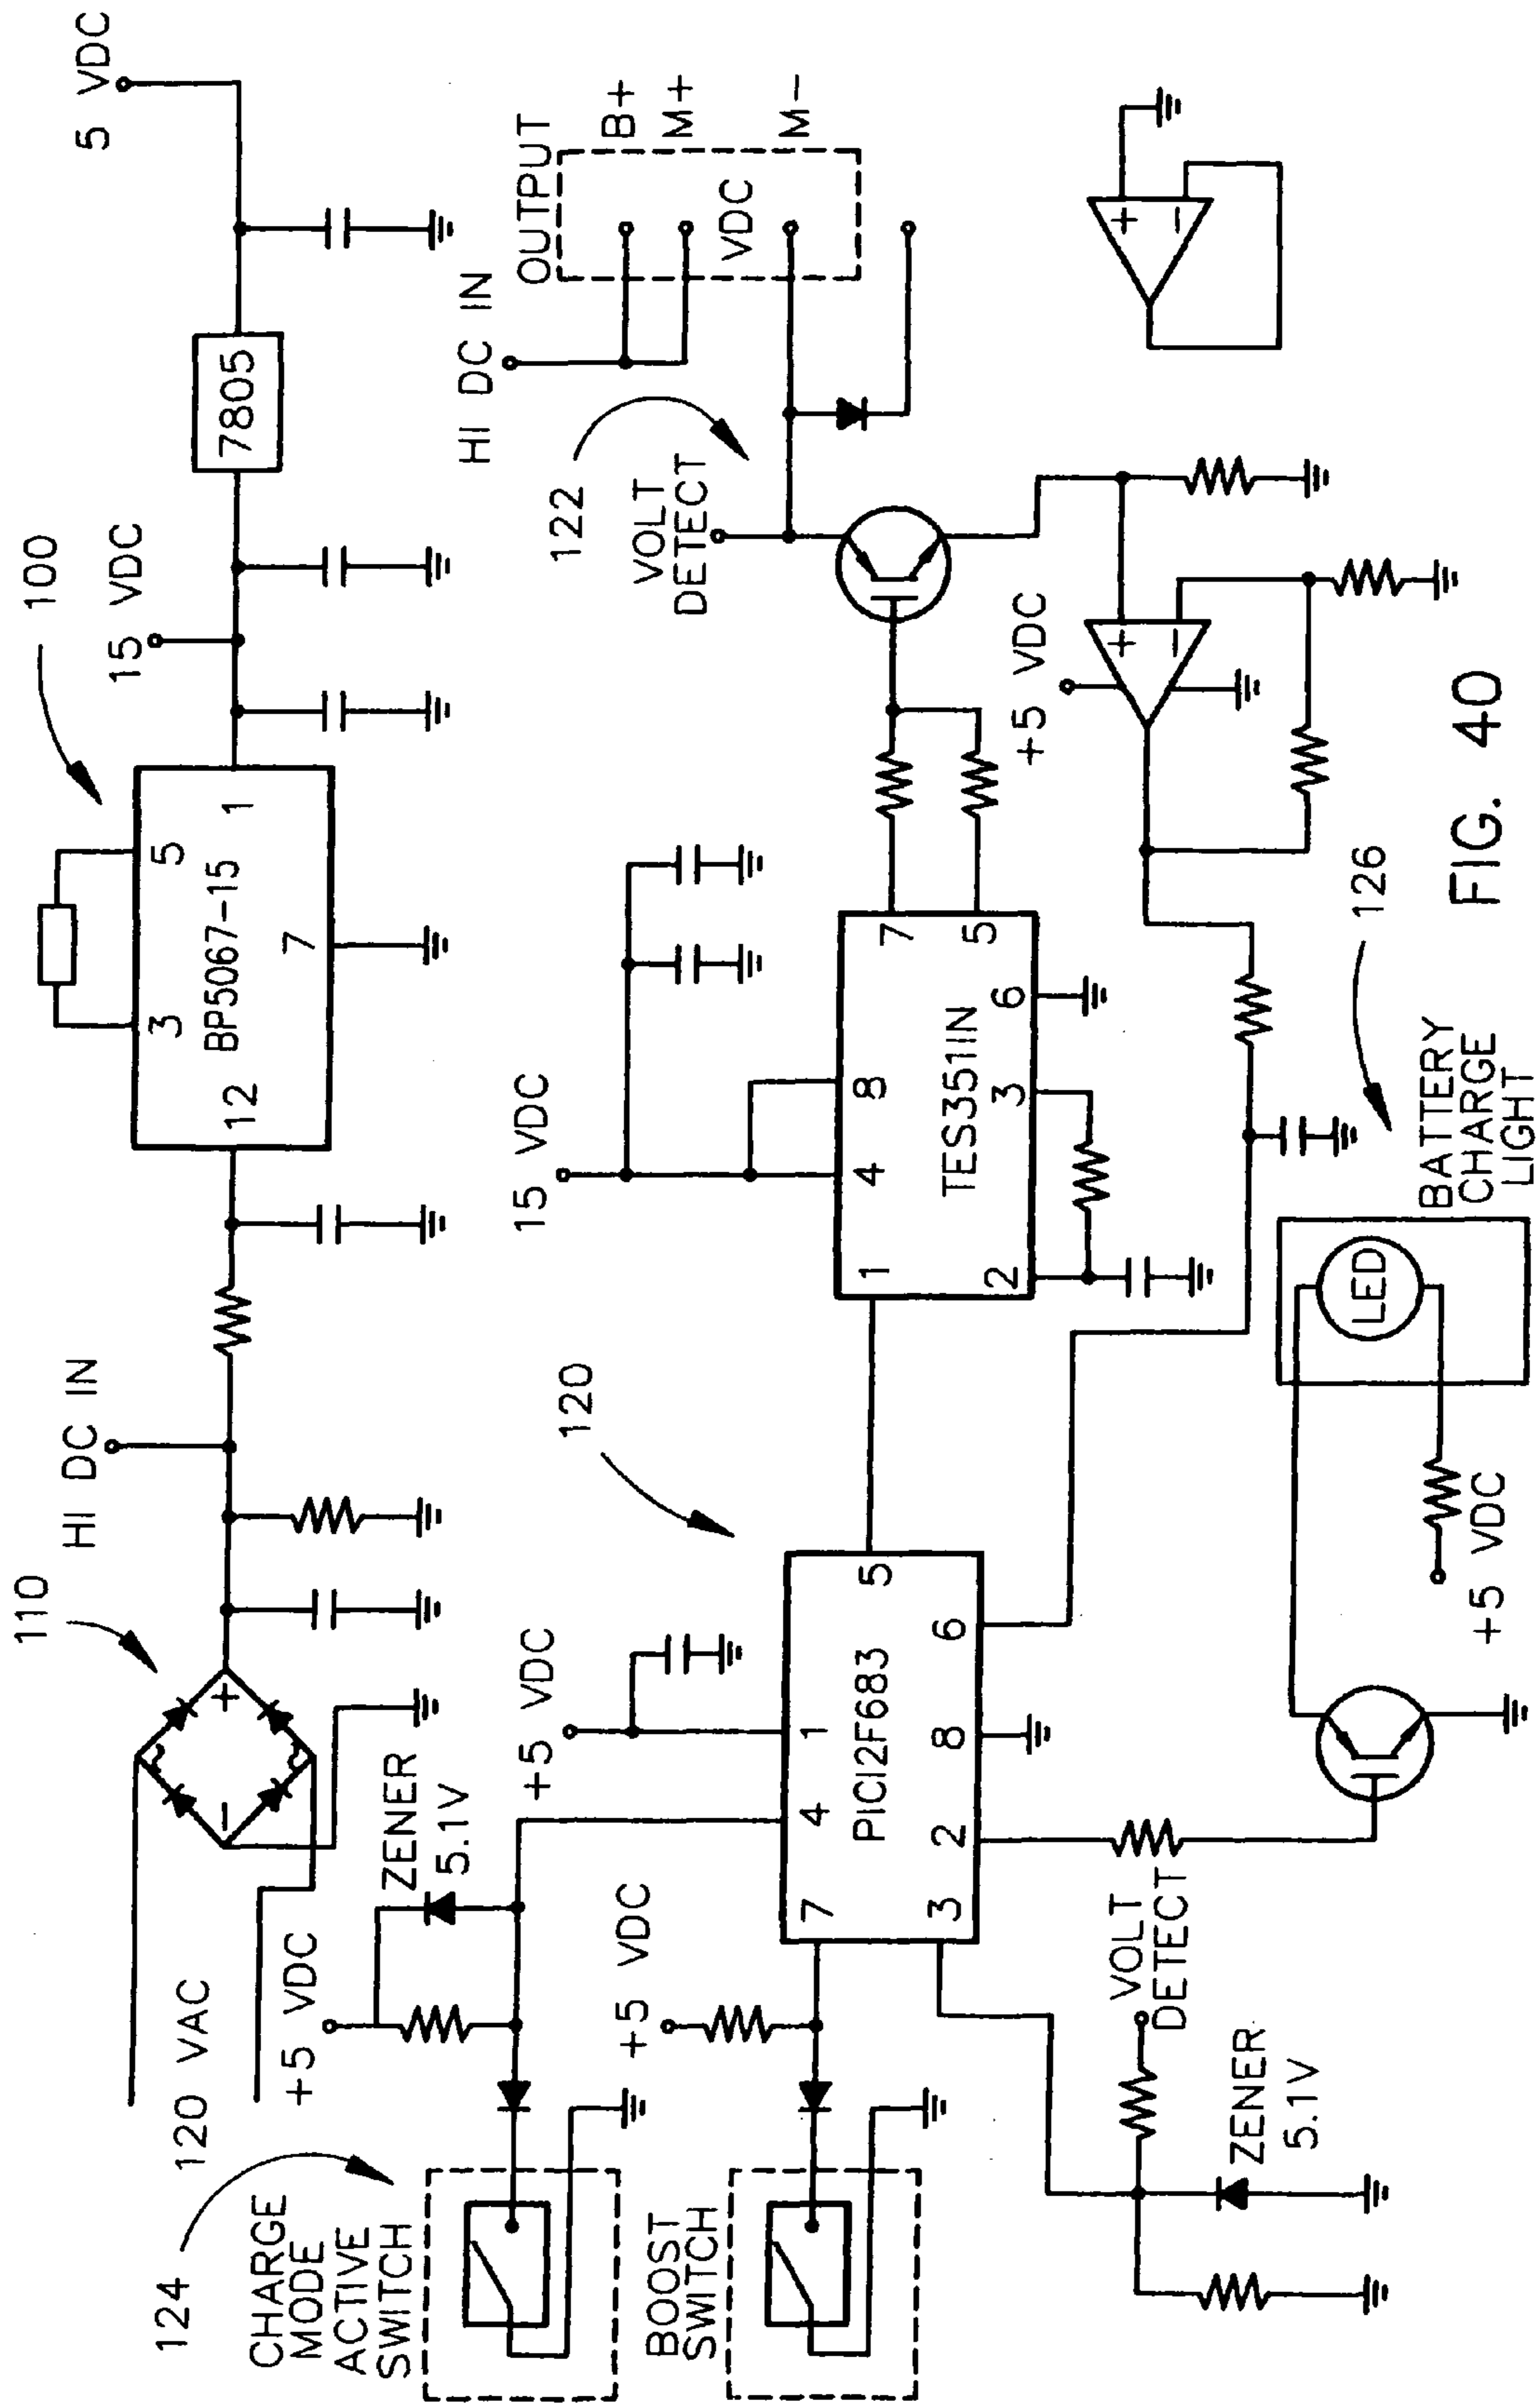 120 VAC
110
~
~
+
−
HI DC IN
12
3
5
1
7
BP5067-15
100
15 VDC
7805
5 VDC
124
CHARGE
MODE
ACTIVE
SWITCH
+5 VDC
ZENER
5.1V
+5 VDC
BOOST
SWITCH
+5 VDC
7
4
1
5
3
2
8
6
PIC12F683
120
15 VDC
1
4
8
7
2
3
6
5
TES351IN
122
VOLT
DETECT
HI DC IN
OUTPUT
B+
M+
VDC
M−
VOLT
DETECT
ZENER
5.1V
+5 VDC
LED
BATTERY
CHARGE
LIGHT
126
+5 VDC
+
−
+
−
FIG. 40